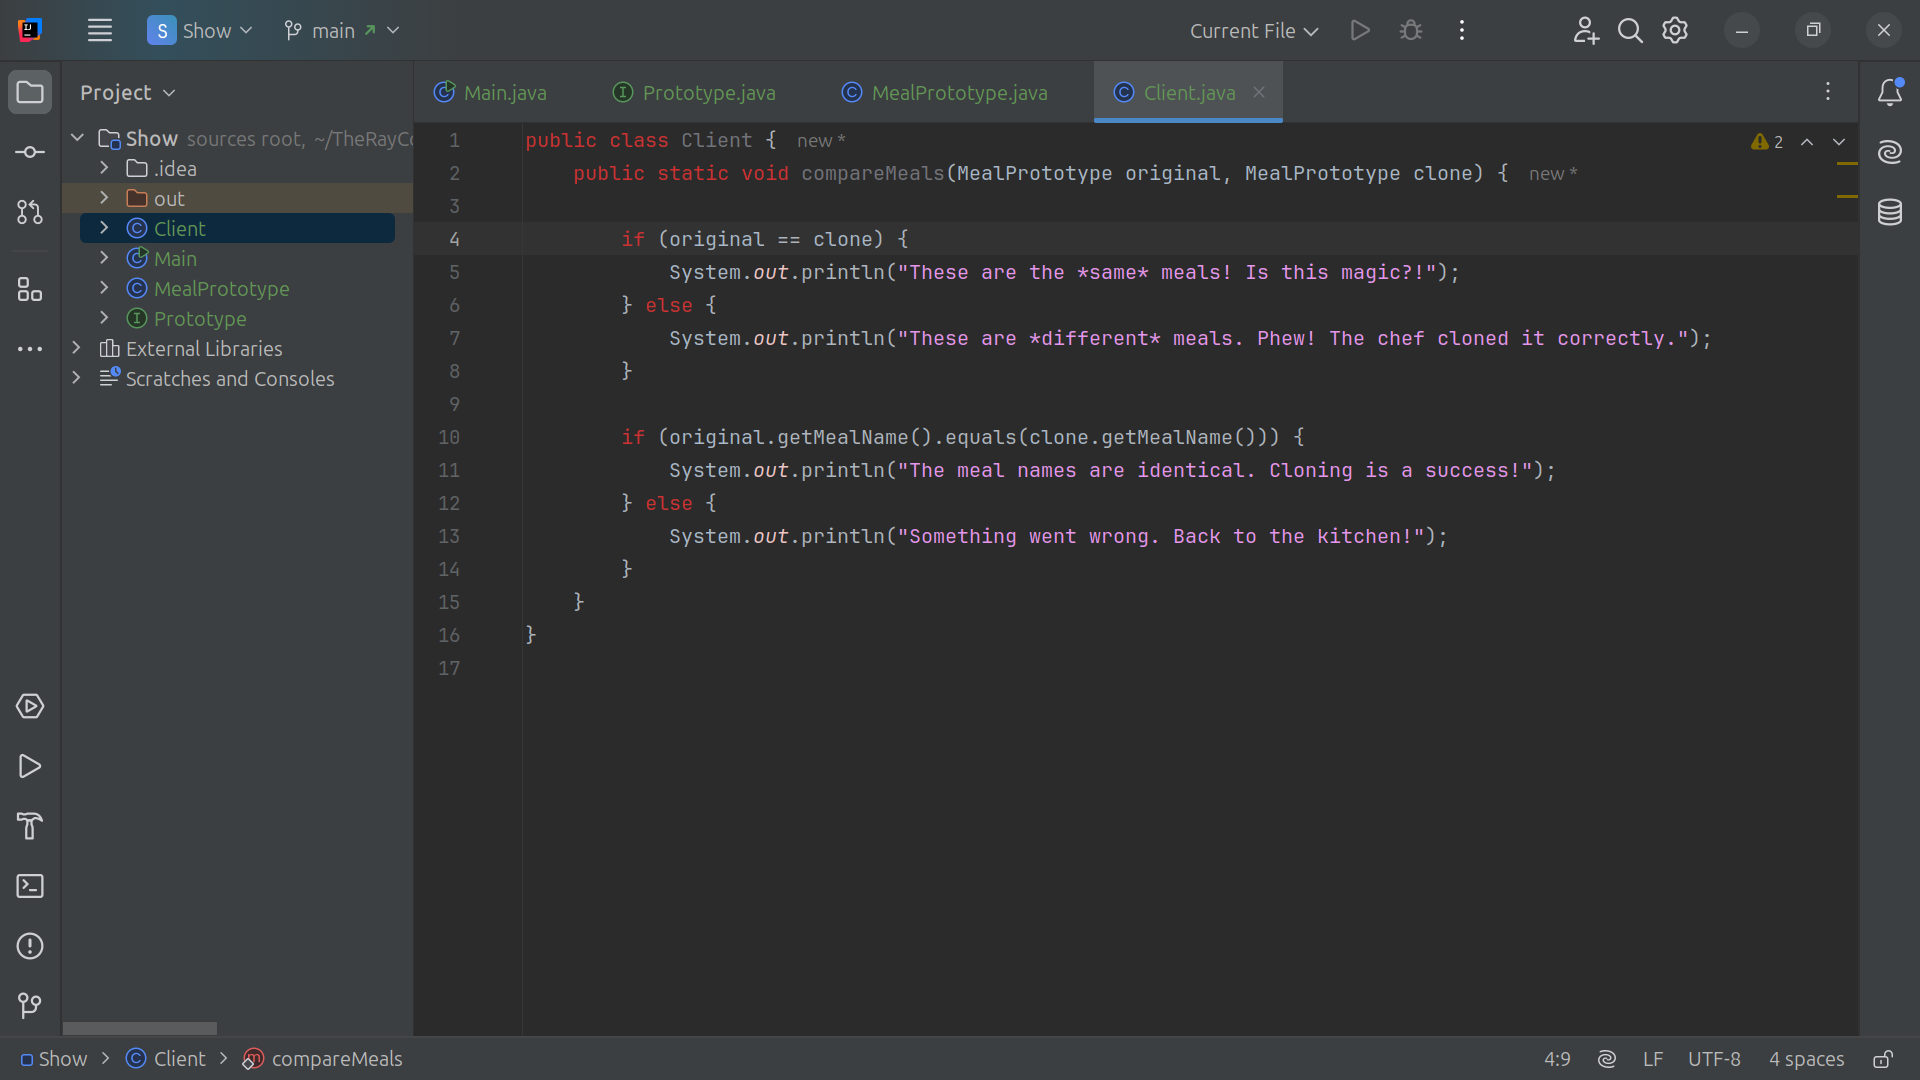 S Show main Current File
Project
Main.java Prototype.java MealPrototype.java Client.java
Show sources root, ~/TheRayCo
.idea
out
Client
Main
MealPrototype
Prototype
External Libraries
Scratches and Consoles
1 public class Client { new *
2 public static void compareMeals(MealPrototype original, MealPrototype clone) { new *
3
4 if (original == clone) {
5 System.out.println("These are the *same* meals! Is this magic?!");
6 } else {
7 System.out.println("These are *different* meals. Phew! The chef cloned it correctly.");
8 }
9
10 if (original.getMealName().equals(clone.getMealName())) {
11 System.out.println("The meal names are identical. Cloning is a success!");
12 } else {
13 System.out.println("Something went wrong. Back to the kitchen!");
14 }
15 }
16 }
17
2
Show > Client > compareMeals
4:9 LF UTF-8 4 spaces